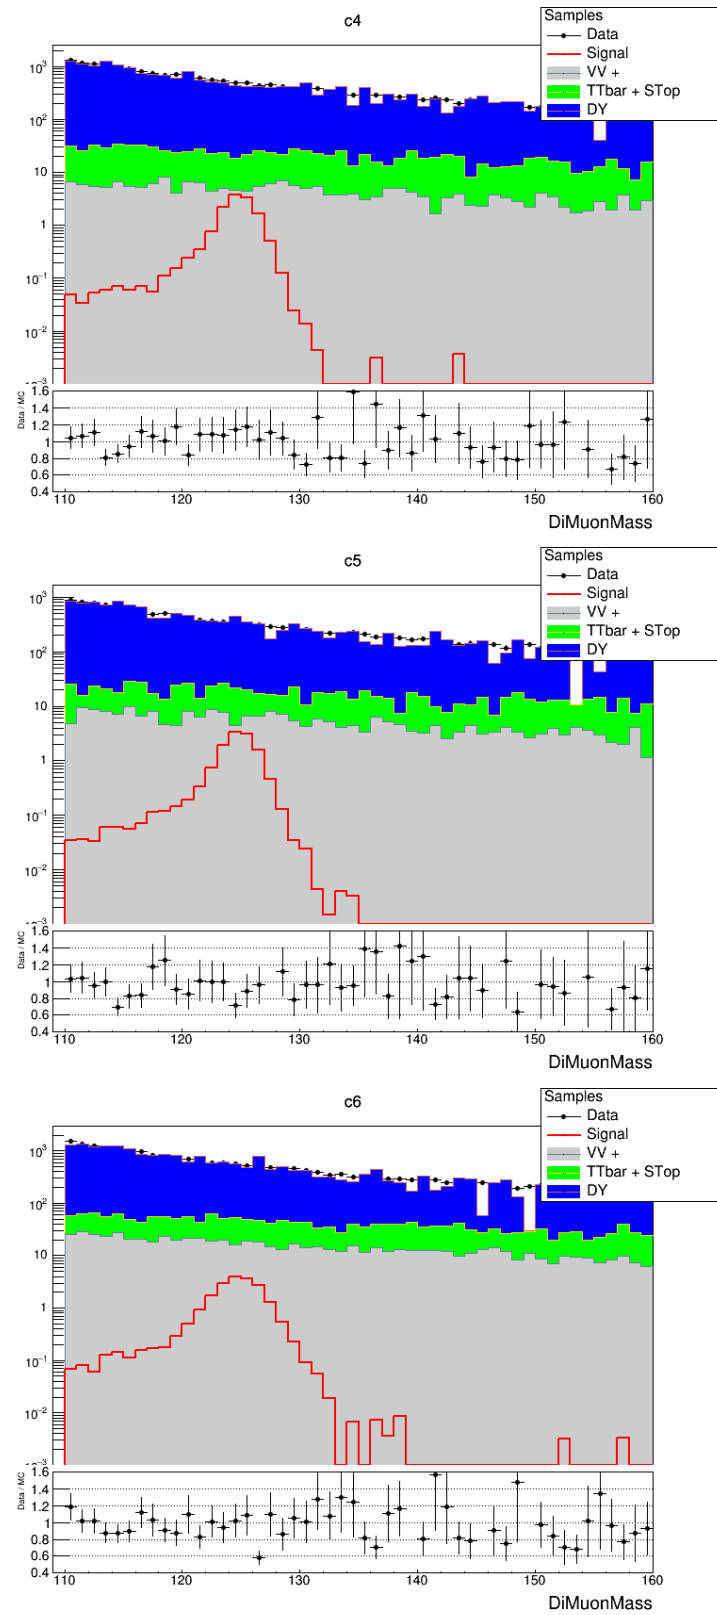 c4
Samples
Data
Signal
VV +
TTbar + STop
DY
10³
10²
10
1
10⁻¹
10⁻²
10⁻³
Data / MC
1.6
1.4
1.2
1.0
0.8
0.6
0.4
110 120 130 140 150 160
DiMuonMass
c5
Samples
Data
Signal
VV +
TTbar + STop
DY
10³
10²
10
1
10⁻¹
10⁻²
10⁻³
Data / MC
1.6
1.4
1.2
1.0
0.8
0.6
0.4
110 120 130 140 150 160
DiMuonMass
c6
Samples
Data
Signal
VV +
TTbar + STop
DY
10³
10²
10
1
10⁻¹
10⁻²
10⁻³
Data / MC
1.6
1.4
1.2
1.0
0.8
0.6
0.4
110 120 130 140 150 160
DiMuonMass